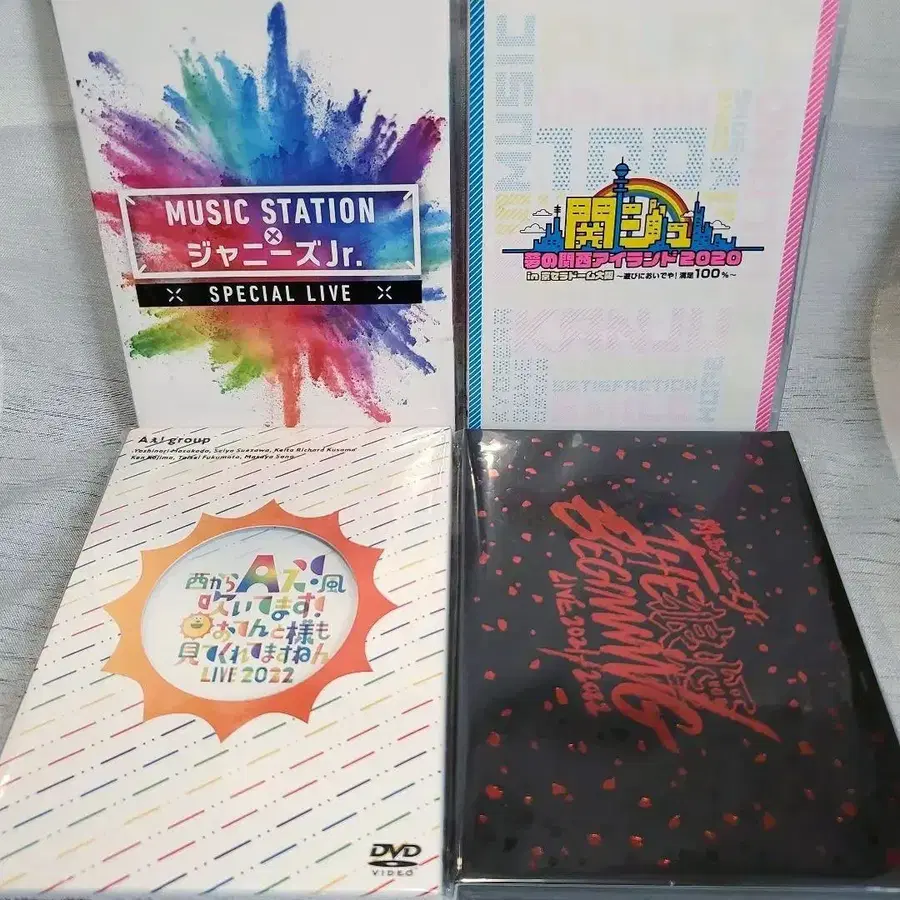 MUSIC STATION
×
ジャニーズJr.
SPECIAL LIVE
MUSIC
100%
関ジュ
夢の関西アイランド2020
in 京セラドーム大阪 ～遊びにおいでや!満足100%～
KANJU
SATISFACTION
Aぇ! group
Yoshinori Masakado, Seiya Suezawa, Keito Richard Kusama
Ken Kojima, Taisei Fukumoto, Masaya Sano
西からAぇ!風
吹いてます!
おてんと様も
見てくれてますねん
LIVE 2022
DVD
VIDEO
THE
BEGINNING
LIVE 2021-2022